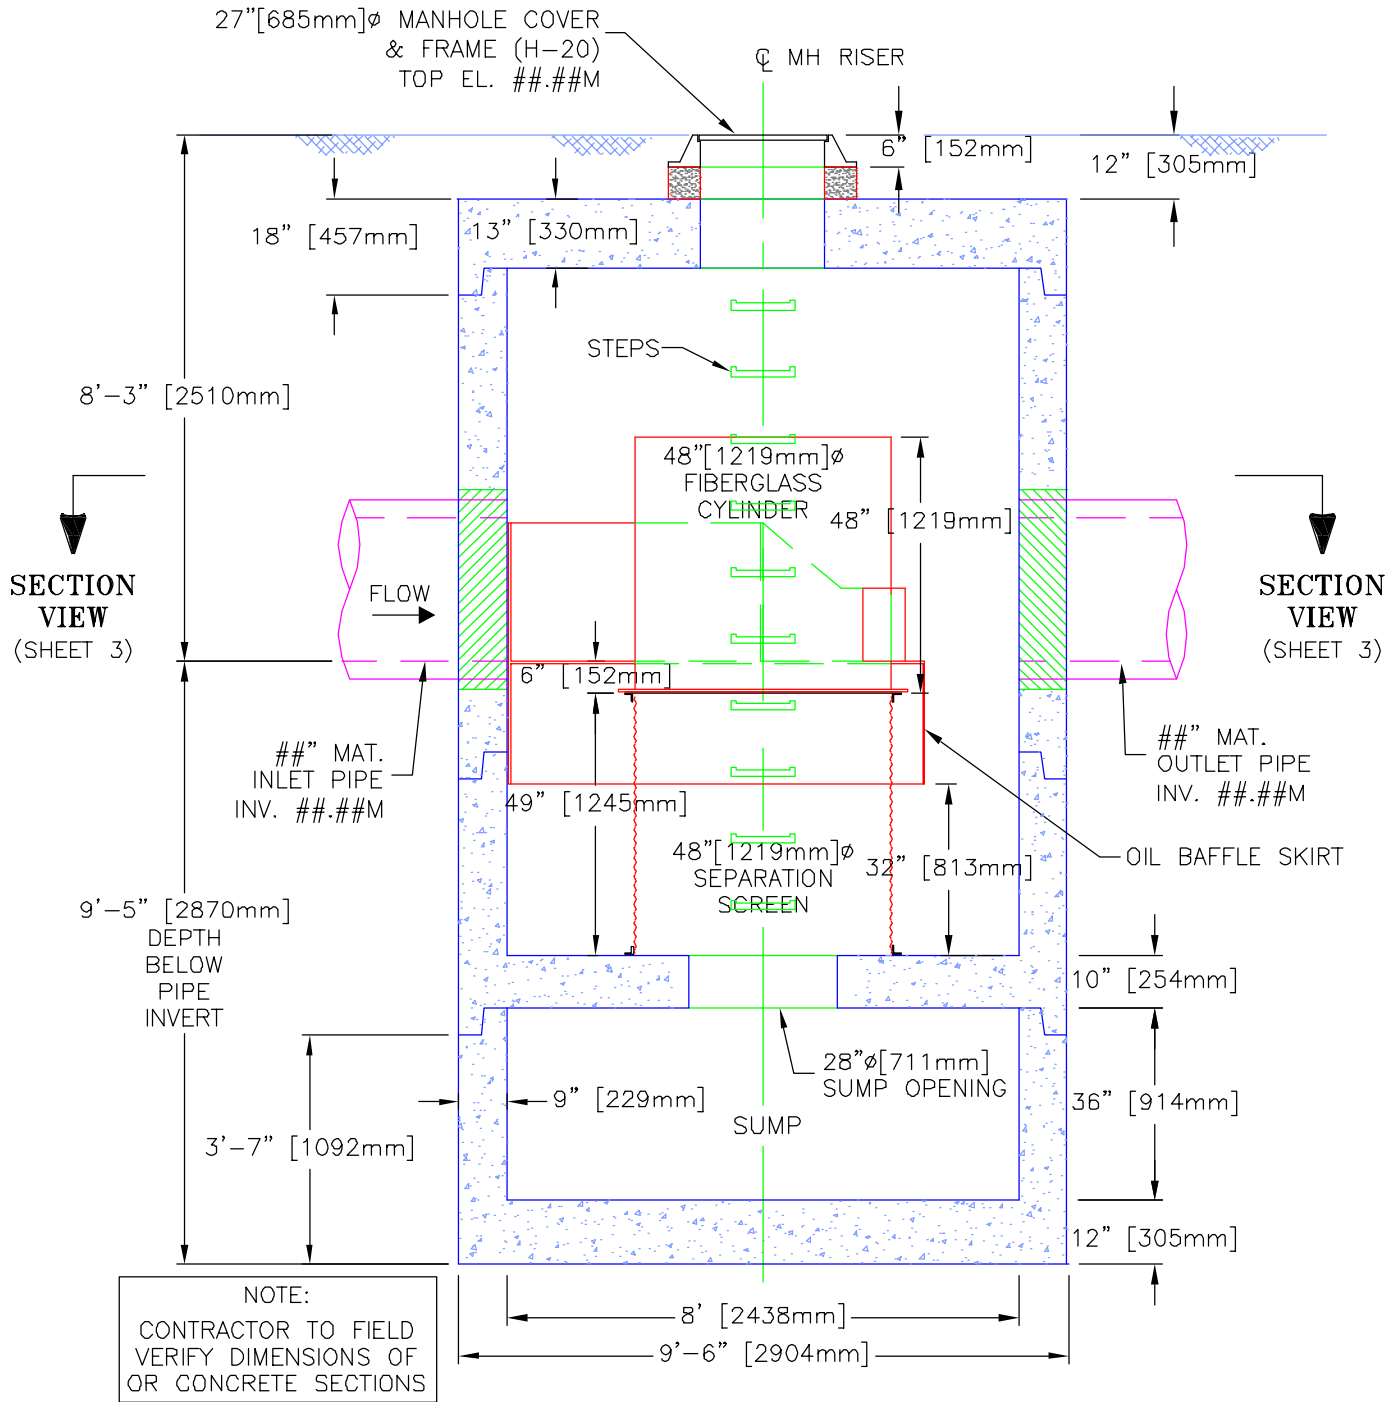 27"[685mm]ø MANHOLE COVER
& FRAME (H-20)
TOP EL. ##.##M
℄ MH RISER
6" [152mm]
12" [305mm]
18" [457mm]
13" [330mm]
STEPS
8'-3" [2510mm]
48"[1219mm]ø
FIBERGLASS
CYLINDER
48" [1219mm]
SECTION
VIEW
(SHEET 3)
FLOW
SECTION
VIEW
(SHEET 3)
6" [152mm]
##" MAT.
INLET PIPE
INV. ##.##M
##" MAT.
OUTLET PIPE
INV. ##.##M
49" [1245mm]
48"[1219mm]ø
SEPARATION
SCREEN
32" [813mm]
OIL BAFFLE SKIRT
9'-5" [2870mm]
DEPTH
BELOW
PIPE
INVERT
10" [254mm]
28"ø[711mm]
SUMP OPENING
9" [229mm]
36" [914mm]
SUMP
3'-7" [1092mm]
12" [305mm]
NOTE:
CONTRACTOR TO FIELD
VERIFY DIMENSIONS OF
OR CONCRETE SECTIONS
8' [2438mm]
9'-6" [2904mm]